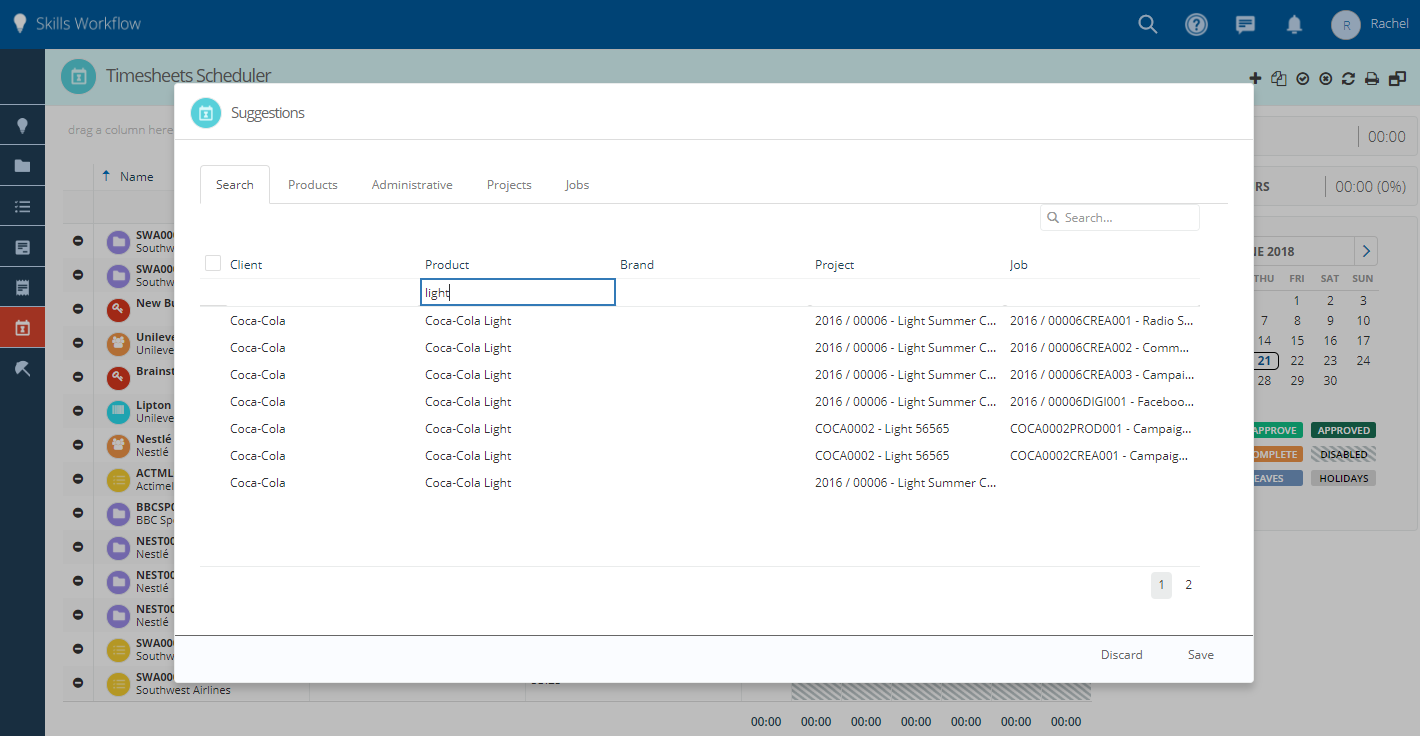 Skills Workflow
R
Rachel
Timesheets Scheduler
drag a column here
Suggestions
00:00
Search Products Administrative Projects Jobs
Name
RS 00:00 (0%)
Search...
Client Product Brand Project Job
light
NE 2018
THU FRI SAT SUN
1 2 3
7 8 9 10
14 15 16 17
21 22 23 24
28 29 30
Coca-Cola Coca-Cola Light 2016 / 00006 - Light Summer C... 2016 / 00006CREA001 - Radio S...
Coca-Cola Coca-Cola Light 2016 / 00006 - Light Summer C... 2016 / 00006CREA002 - Comm...
Coca-Cola Coca-Cola Light 2016 / 00006 - Light Summer C... 2016 / 00006CREA003 - Campai...
Coca-Cola Coca-Cola Light 2016 / 00006 - Light Summer C... 2016 / 00006DIGI001 - Faceboo...
Coca-Cola Coca-Cola Light COCA0002 - Light 56565 COCA0002PROD001 - Campaig...
Coca-Cola Coca-Cola Light COCA0002 - Light 56565 COCA0002CREA001 - Campaig...
Coca-Cola Coca-Cola Light 2016 / 00006 - Light Summer C...
1 2
Discard Save
SWA000
Southw
SWA000
Southw
New Bu
Unileve
Unileve
Brainst
Lipton
Unileve
Nestlé
Nestlé
ACTML
Actimel
BBCSPO
BBC Spo
NEST00
Nestlé
NEST00
Nestlé
NEST00
Nestlé
SWA000
Southw
SWA000
Southwest Airlines
APPROVE APPROVED
OMPLETE DISABLED
EAVES HOLIDAYS
00:00 00:00 00:00 00:00 00:00 00:00 00:00